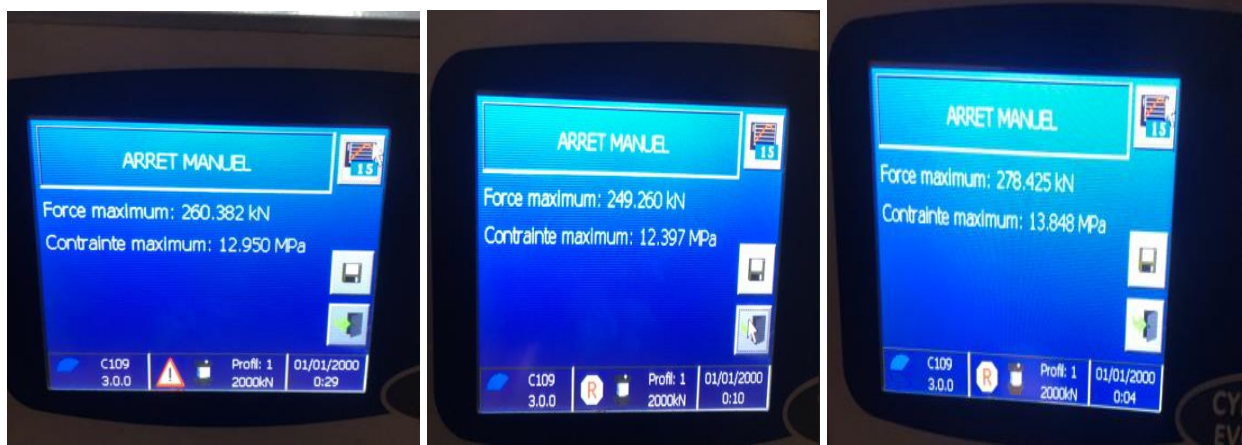 ARRET MANUEL
15
Force maximum: 260.382 kN
Contrainte maximum: 12.950 MPa
C109
3.0.0
Profil: 1
2000kN
01/01/2000
0:29
ARRET MANUEL
15
Force maximum: 249.260 kN
Contrainte maximum: 12.397 MPa
C109
3.0.0
R
Profil: 1
2000kN
01/01/2000
0:10
ARRET MANUEL
15
Force maximum: 278.425 kN
Contrainte maximum: 13.848 MPa
C109
3.0.0
R
Profil: 1
2000kN
01/01/2000
0:04